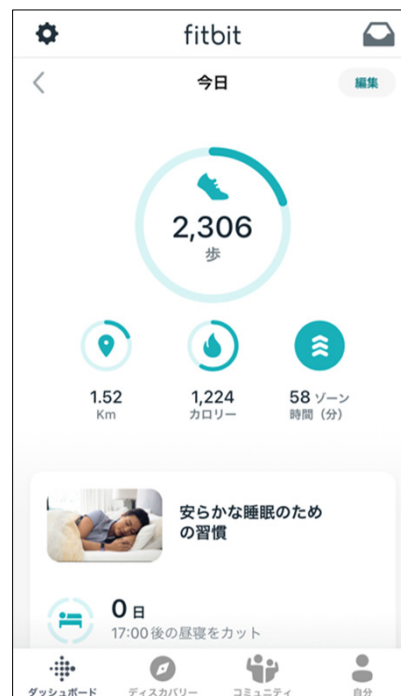 fitbit
今日
編集
2,306
歩
1.52
Km
1,224
カロリー
58 ゾーン
時間（分）
安らかな睡眠のため
の習慣
0 日
17:00後の昼寝をカット
ダッシュボード
ディスカバリー
コミュニティ
自分